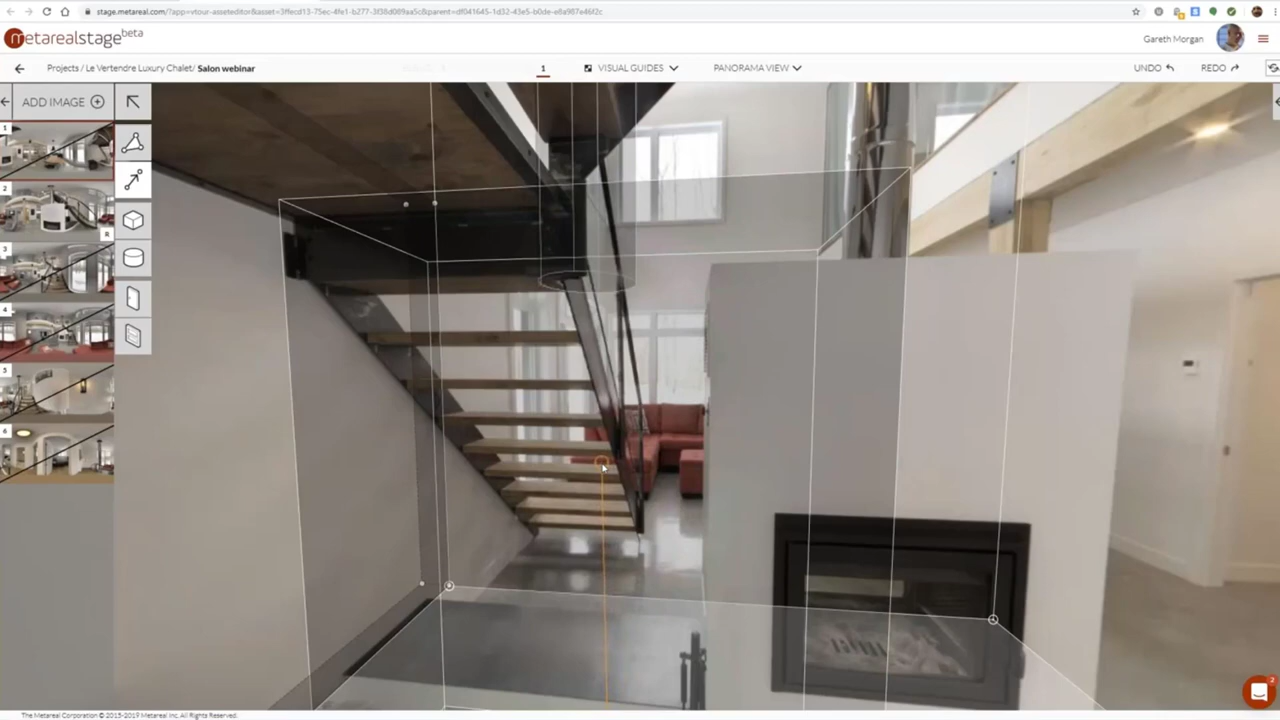 stage.metareal.com/?app=vtour-asseteditor&asset=3ffecd13-75ec-4fe1-b277-3f38d089aa5c&parent=df041645-1d32-43e5-b0de-e8a987e46f2c
metarealstage beta
Gareth Morgan
Projects / Le Vertendre Luxury Chalet/ Salon webinar
1
VISUAL GUIDES
PANORAMA VIEW
UNDO
REDO
ADD IMAGE
1
2
R
3
4
5
6
2
The Metareal Corporation © 2015-2019 Metareal Inc. All Rights Reserved.